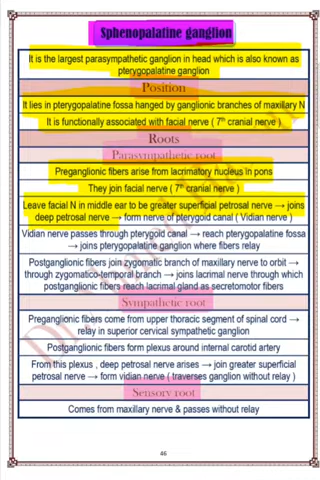 Sphenopalatine ganglion
It is the largest parasympathetic ganglion in head which is also known as
pterygopalatine ganglion
Position
It lies in pterygopalatine fossa hanged by ganglionic branches of maxillary N
It is functionally associated with facial nerve ( 7th cranial nerve )
Roots
Parasympathetic root
Preganglionic fibers arise from lacrimatory nucleus in pons
They join facial nerve ( 7th cranial nerve )
Leave facial N in middle ear to be greater superficial petrosal nerve → joins
deep petrosal nerve → form nerve of pterygoid canal ( Vidian nerve )
Vidian nerve passes through pterygoid canal → reach pterygopalatine fossa
→ joins pterygopalatine ganglion where fibers relay
Postganglionic fibers join zygomatic branch of maxillary nerve to orbit →
through zygomatico-temporal branch → joins lacrimal nerve through which
postganglionic fibers reach lacrimal gland as secretomotor fibers
Sympathetic root
Preganglionic fibers come from upper thoracic segment of spinal cord →
relay in superior cervical sympathetic ganglion
Postganglionic fibers form plexus around internal carotid artery
From this plexus , deep petrosal nerve arises → join greater superficial
petrosal nerve → form vidian nerve ( traverses ganglion without relay )
Sensory root
Comes from maxillary nerve & passes without relay
46